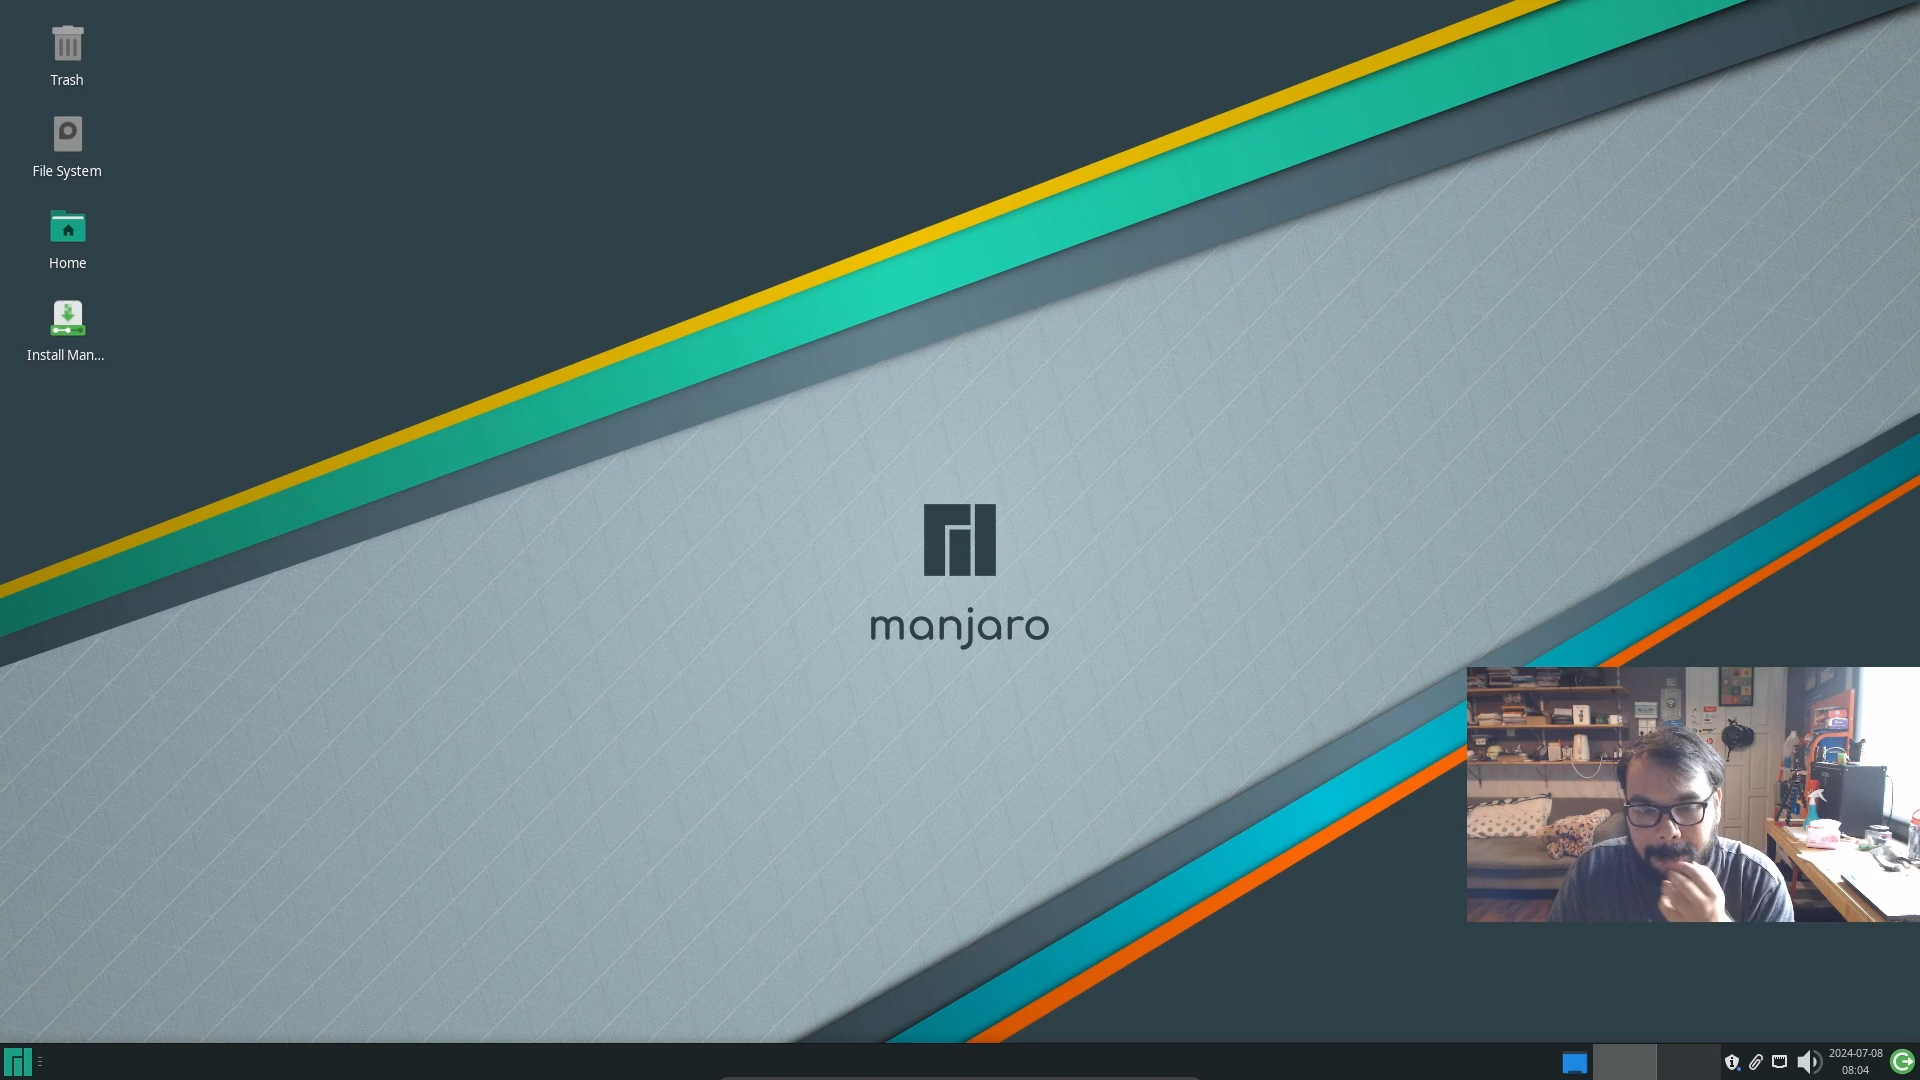 Trash
File System
Home
Install Man...
manjaro
2024-07-08
08:04